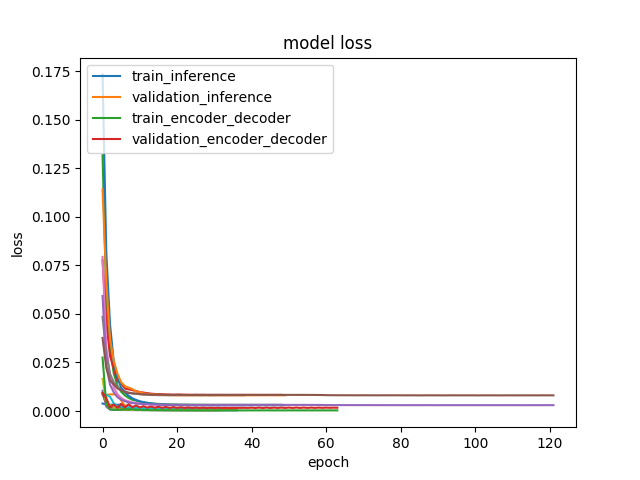 model loss
train_inference
validation_inference
train_encoder_decoder
validation_encoder_decoder
loss
0.175
0.150
0.125
0.100
0.075
0.050
0.025
0.000
0 20 40 60 80 100 120
epoch